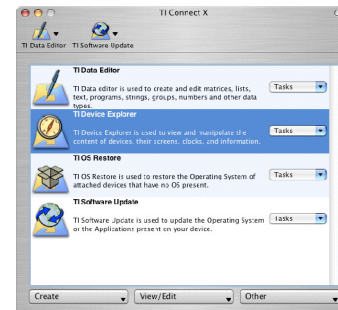 TI Connect X
TI Data Editor TI Software Update
TI Data Editor
TI Data editor is used to create and edit matrices, lists,
text, programs, strings, groups, numbers and other data
types.
Tasks
TI Device Explorer
TI Device Explorer is used to view and manipulate the
content of devices, their screens, clocks, and information.
Tasks
TI OS Restore
TI OS Restore is used to restore the Operating System of
attached devices that have no OS present.
Tasks
TI Software Update
TI Software Update is used to update the Operating System
or the Applications present on your device.
Tasks
Create View/Edit Other